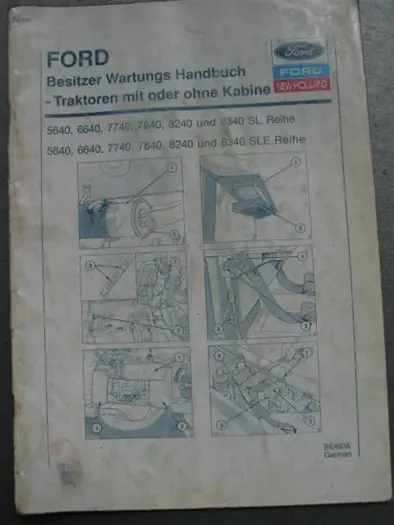 FORD
Besitzer Wartungs Handbuch
-Traktoren mit oder ohne Kabine
Ford
FORD
NEW HOLLAND
5640, 6640, 7740, 7840, 8240 und 8340 SL Reihe
5640, 6640, 7740, 7840, 8240 und 8340 SLE Reihe
German